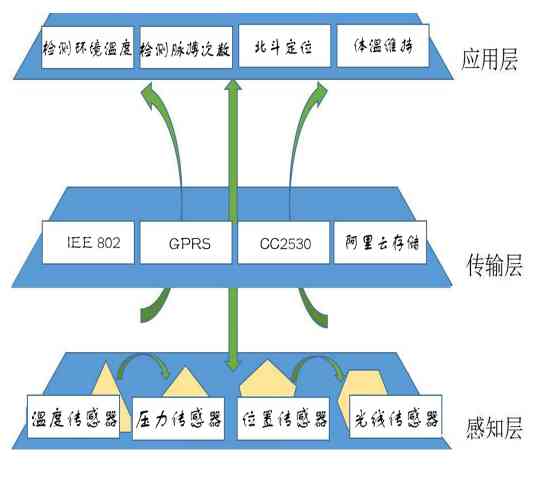 检测环境温度
检测脉搏次数
北斗定位
体温维持
应用层
IEE 802
GPRS
CC2530
阿里云存储
传输层
温度传感器
压力传感器
位置传感器
光线传感器
感知层